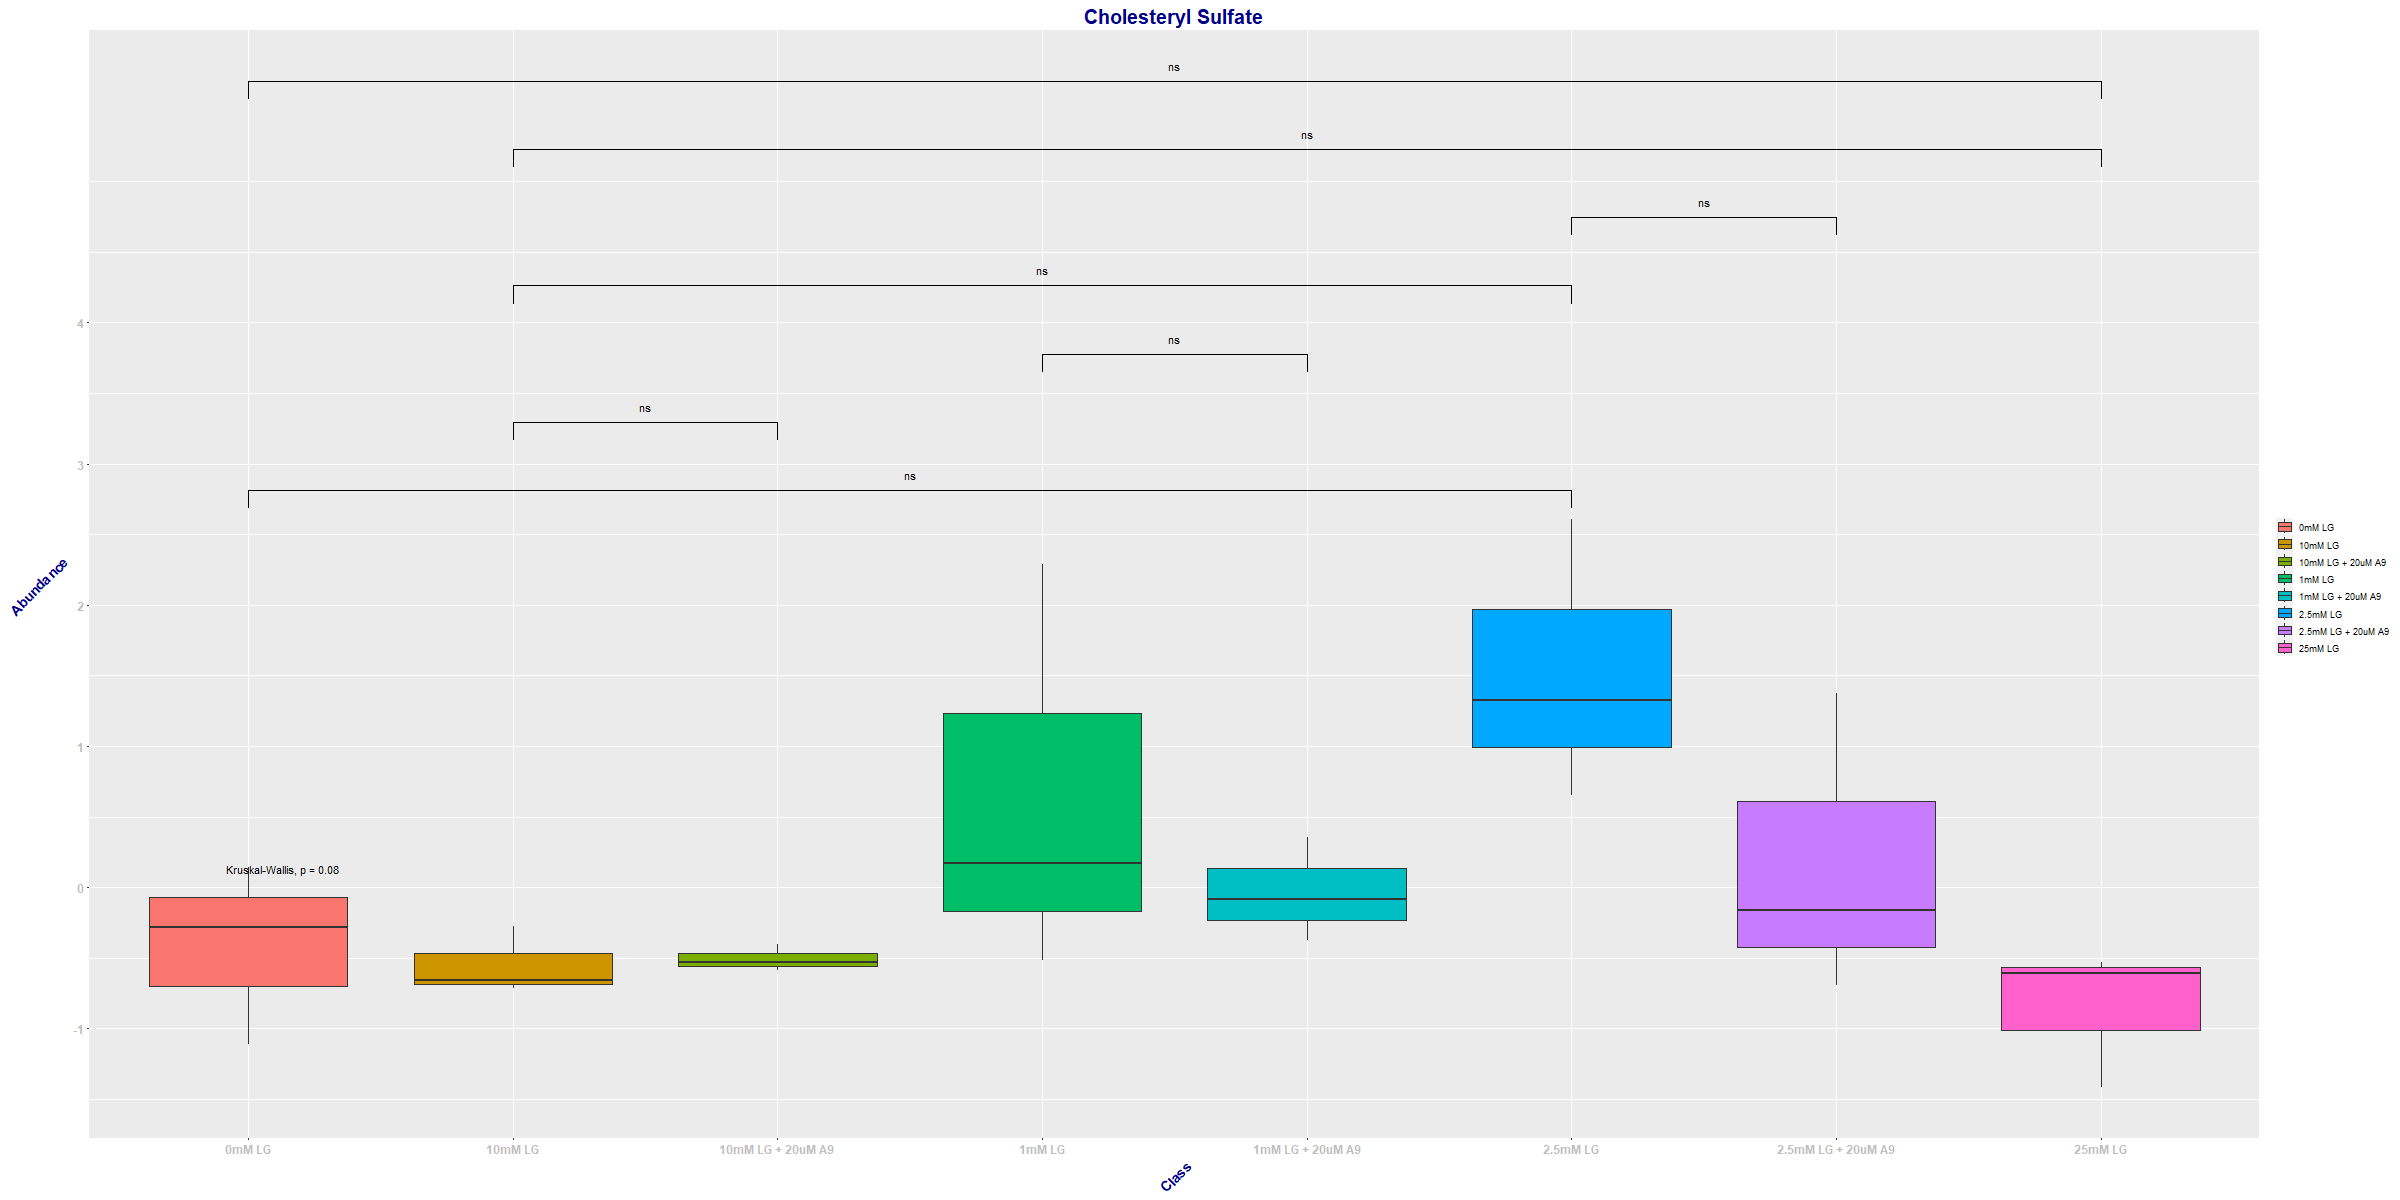 Cholesteryl Sulfate
ns
ns
ns
ns
ns
ns
ns
4
3
2
1
0
-1
Abundance
Kruskal-Wallis, p = 0.08
0mM LG
10mM LG
10mM LG + 20uM A9
1mM LG
1mM LG + 20uM A9
2.5mM LG
2.5mM LG + 20uM A9
25mM LG
Class
0mM LG
10mM LG
10mM LG + 20uM A9
1mM LG
1mM LG + 20uM A9
2.5mM LG
2.5mM LG + 20uM A9
25mM LG